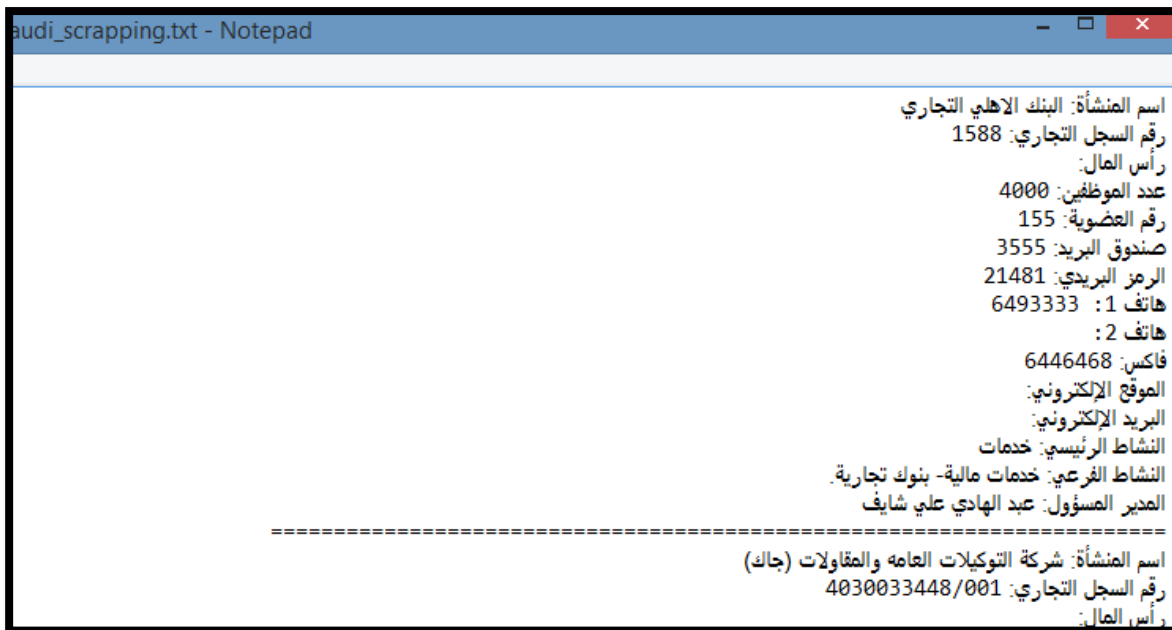 audi_scrapping.txt - Notepad
اسم المنشأة: البنك الاهلي التجاري
رقم السجل التجاري: 1588
رأس المال:
عدد الموظفين: 4000
رقم العضوية: 155
صندوق البريد: 3555
الرمز البريدي: 21481
هاتف 1: 6493333
هاتف 2:
فاكس: 6446468
الموقع الإلكتروني:
البريد الإلكتروني:
النشاط الرئيسي: خدمات
النشاط الفرعي: خدمات مالية- بنوك تجارية.
المدير المسؤول: عبد الهادي علي شايف
=======================================================================
اسم المنشأة: شركة التوكيلات العامه والمقاولات (جاك)
رقم السجل التجاري: 4030033448/001
رأس المال: